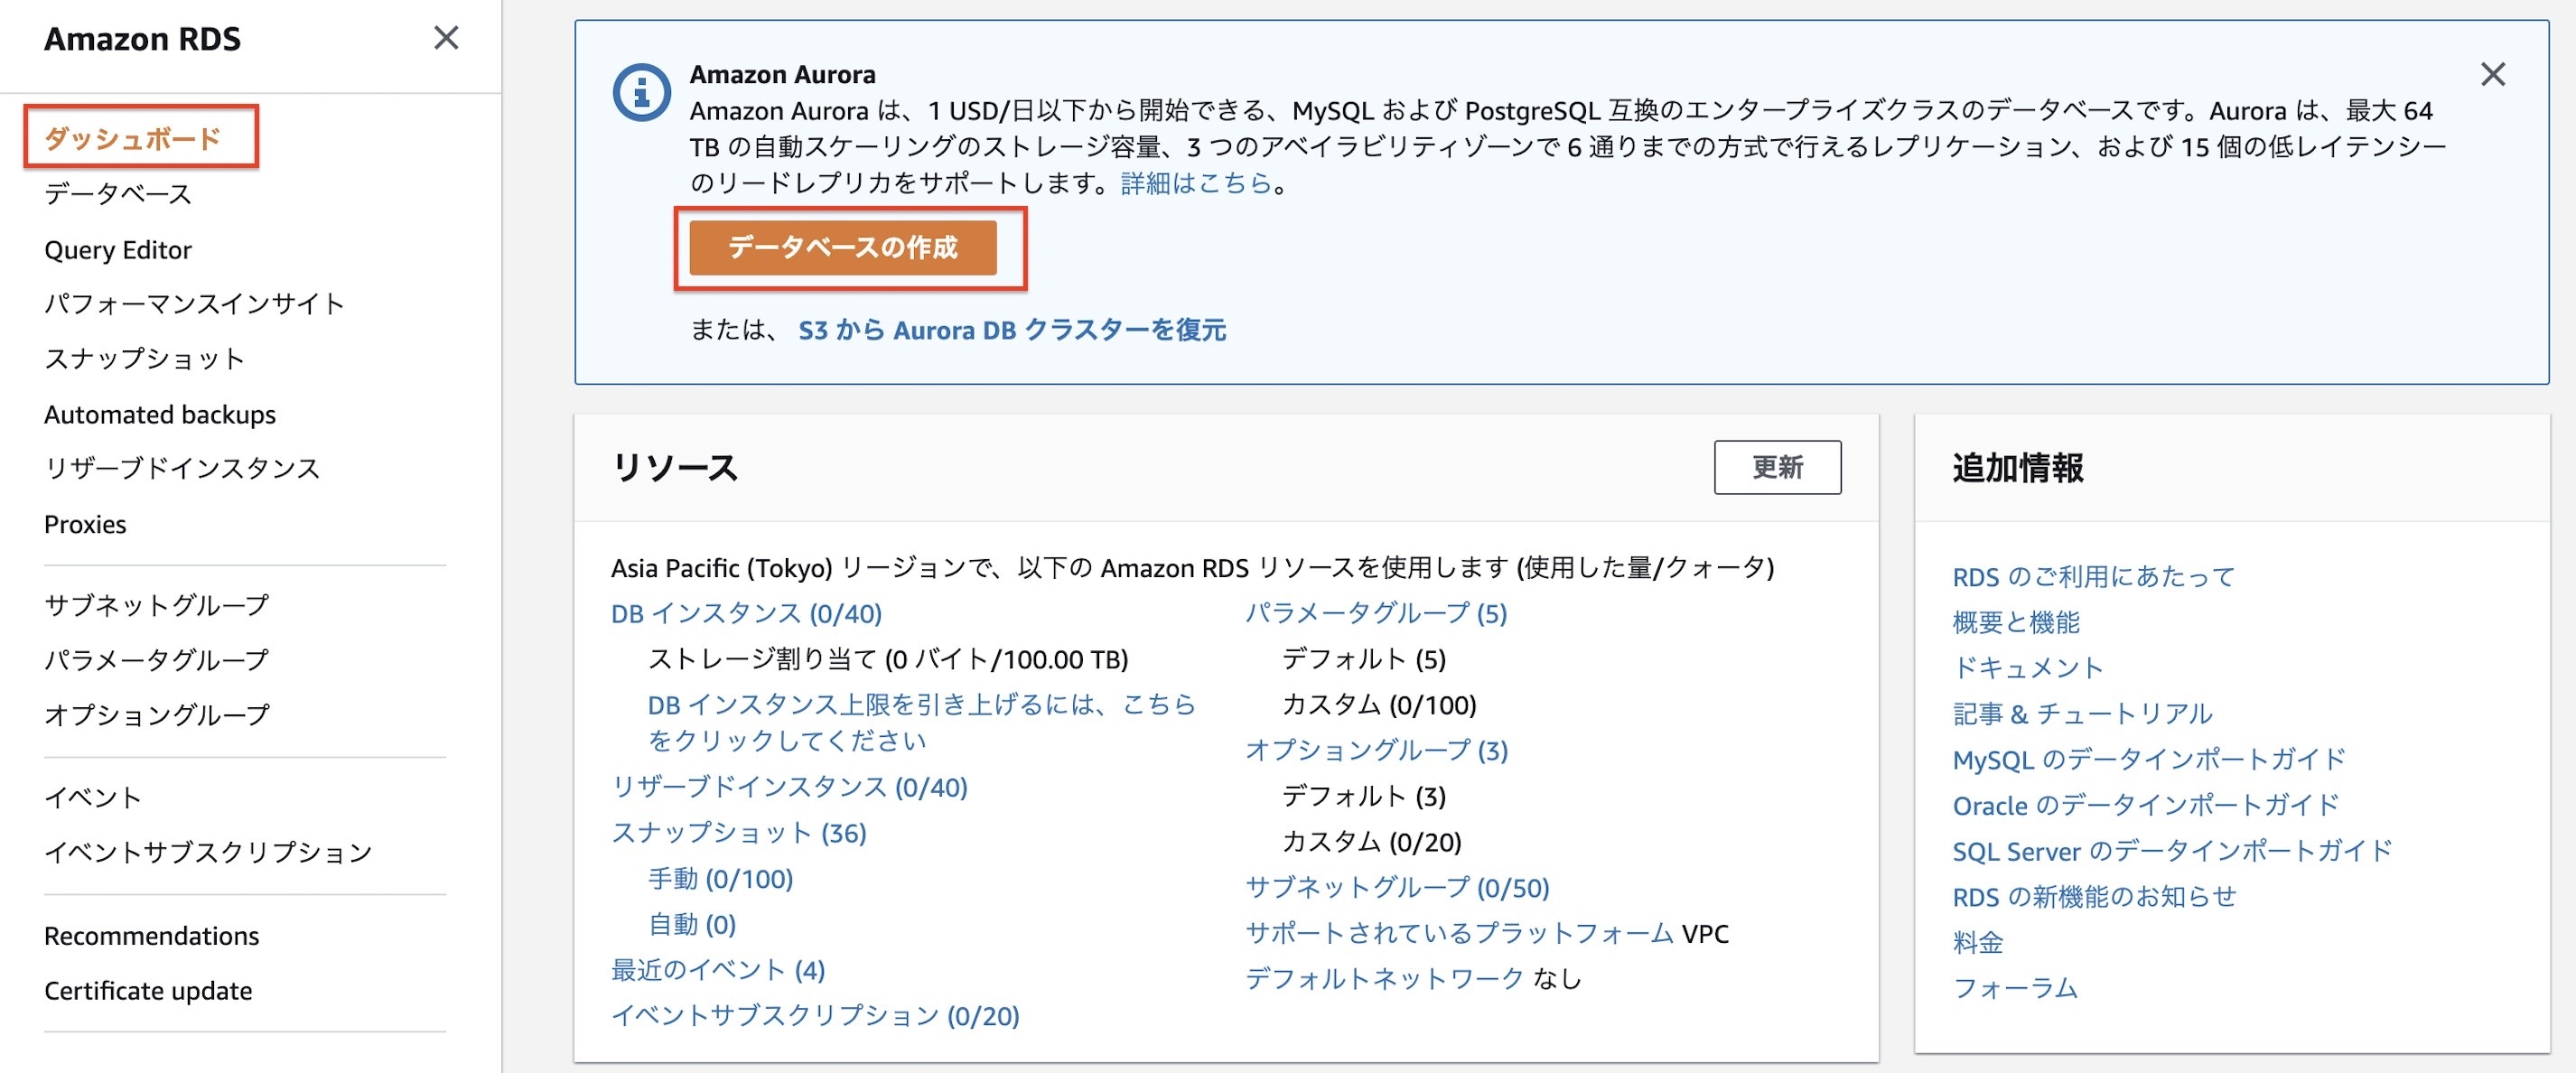 Amazon RDS
ダッシュボード
データベース
Query Editor
パフォーマンスインサイト
スナップショット
Automated backups
リザーブドインスタンス
Proxies
サブネットグループ
パラメータグループ
オプショングループ
イベント
イベントサブスクリプション
Recommendations
Certificate update
Amazon Aurora
Amazon Aurora は、1 USD/日以下から開始できる、MySQL および PostgreSQL 互換のエンタープライズクラスのデータベースです。Aurora は、最大 64
TB の自動スケーリングのストレージ容量、3 つのアベイラビリティゾーンで 6 通りまでの方式で行えるレプリケーション、および 15 個の低レイテンシー
のリードレプリカをサポートします。詳細はこちら。
データベースの作成
または、 S3 から Aurora DB クラスターを復元
リソース
更新
Asia Pacific (Tokyo) リージョンで、以下の Amazon RDS リソースを使用します (使用した量/クォータ)
DB インスタンス (0/40)
ストレージ割り当て (0 バイト/100.00 TB)
DB インスタンス上限を引き上げるには、こちら
をクリックしてください
リザーブドインスタンス (0/40)
スナップショット (36)
手動 (0/100)
自動 (0)
最近のイベント (4)
イベントサブスクリプション (0/20)
パラメータグループ (5)
デフォルト (5)
カスタム (0/100)
オプショングループ (3)
デフォルト (3)
カスタム (0/20)
サブネットグループ (0/50)
サポートされているプラットフォーム VPC
デフォルトネットワーク なし
追加情報
RDS のご利用にあたって
概要と機能
ドキュメント
記事 & チュートリアル
MySQL のデータインポートガイド
Oracle のデータインポートガイド
SQL Server のデータインポートガイド
RDS の新機能のお知らせ
料金
フォーラム